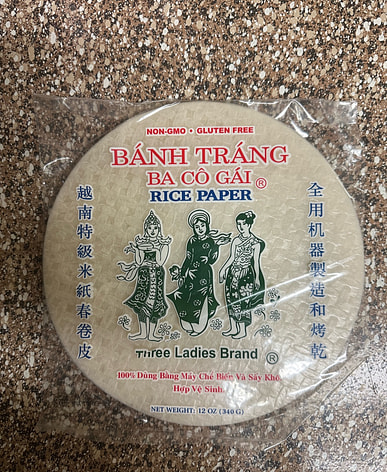 NON-GMO • GLUTEN FREE
BÁNH TRÁNG
BA CÔ GÁI ®
RICE PAPER
越南特級米紙春卷皮
全用机器製造和烤乾
Three Ladies Brand ®
100% Dùng Bằng Máy Chế Biến Và Sấy Khô
Hợp Vệ Sinh
NET WEIGHT: 12 OZ (340 G)